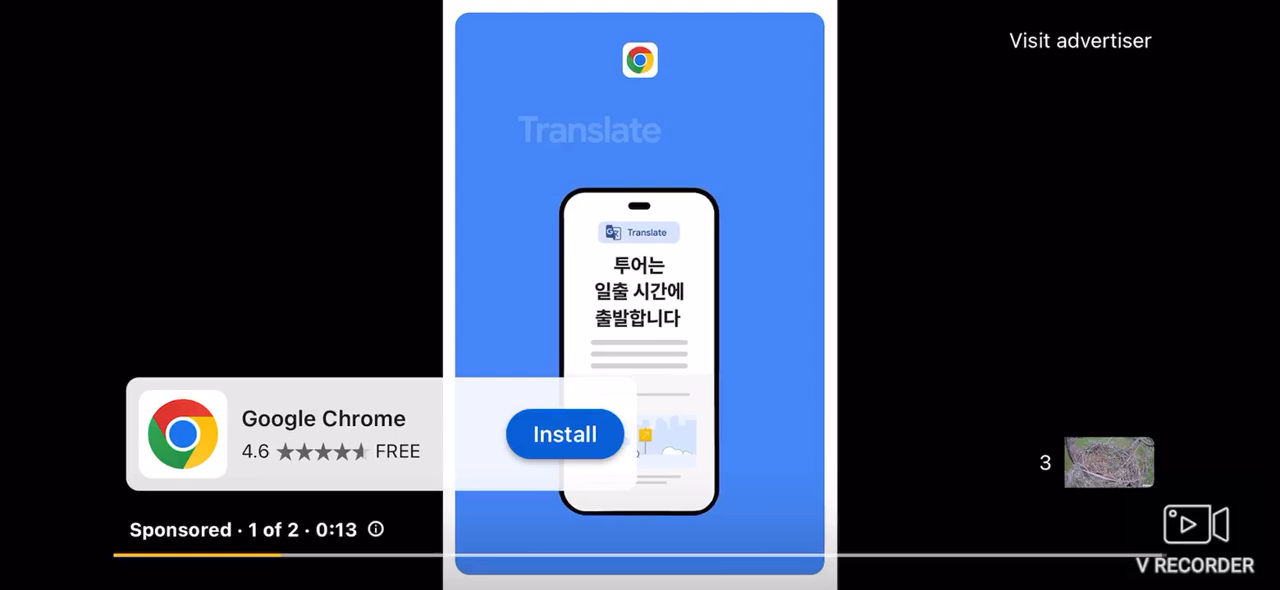 Visit advertiser
Translate
Translate
투어는
일출 시간에
출발합니다
Google Chrome
4.6 ★★★★★ FREE
Install
3
Sponsored · 1 of 2 · 0:13
V RECORDER